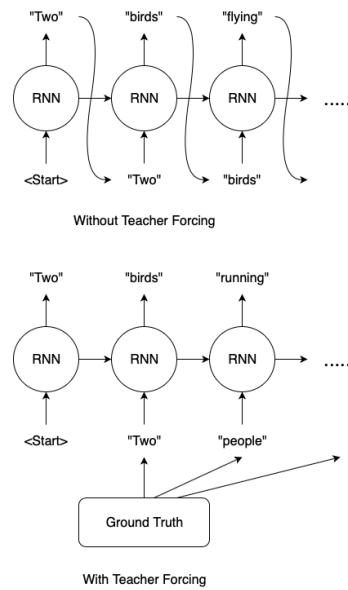 "Two" "birds" "flying"
RNN RNN RNN
.....
<Start> "Two" "birds"
Without Teacher Forcing
"Two" "birds" "running"
RNN RNN RNN
.....
<Start> "Two" "people"
Ground Truth
With Teacher Forcing